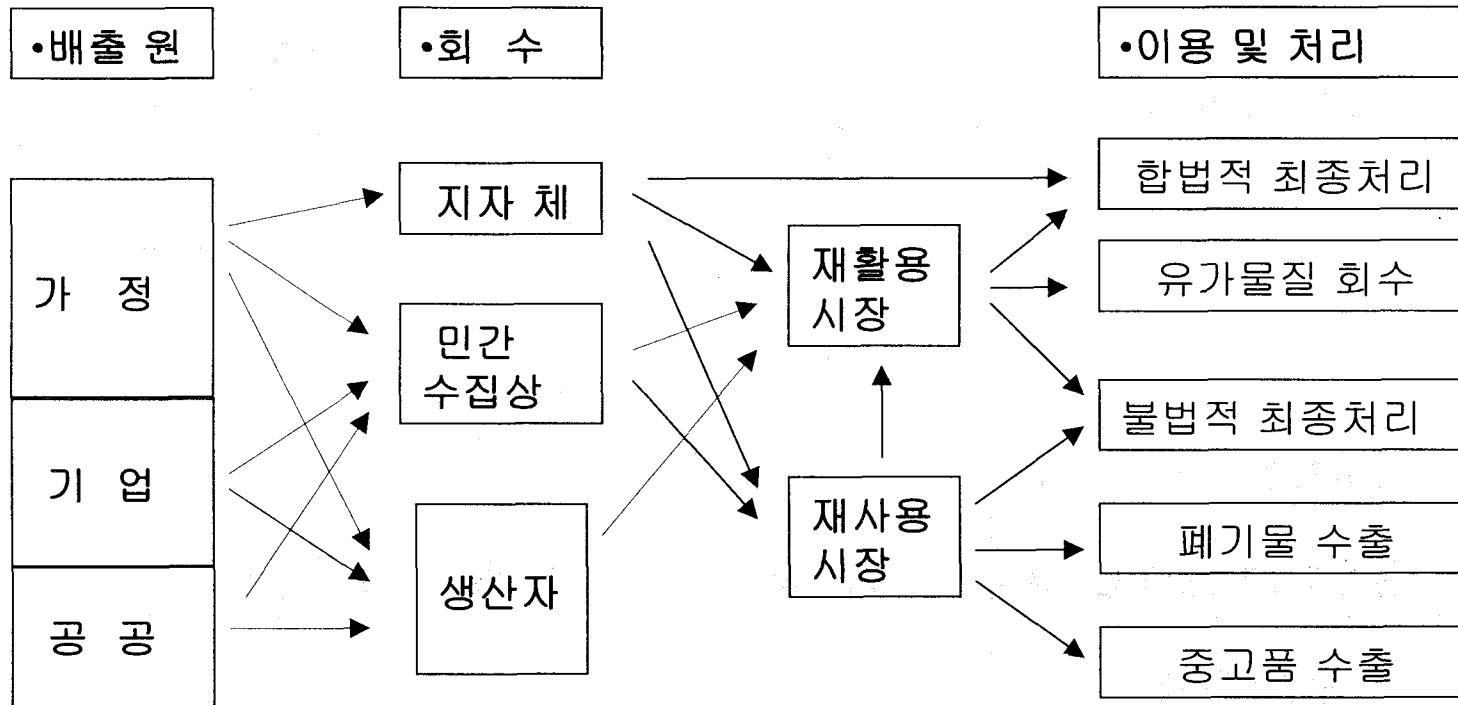 •배출 원
•회 수
•이용 및 처리
가 정
기 업
공 공
지자 체
민간
수집상
생산자
재활용
시장
재사용
시장
합법적 최종처리
유가물질 회수
불법적 최종처리
폐기물 수출
중고품 수출